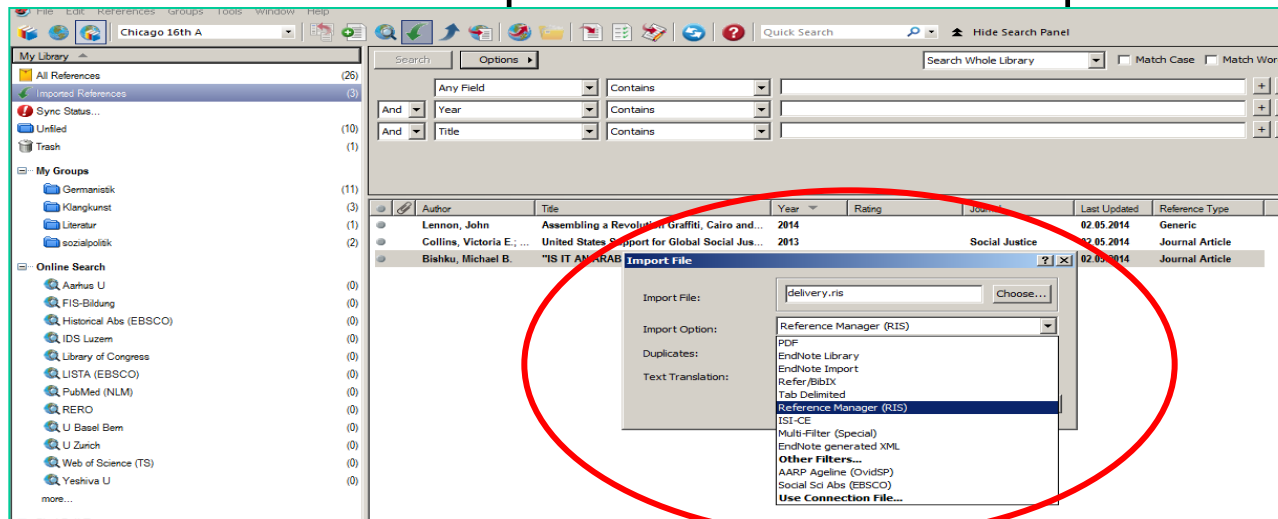 File Edit References Groups Tools Window Help
Chicago 16th A
Quick Search
Hide Search Panel
My Library
All References (26)
Imported References (3)
Sync Status...
Unfiled (10)
Trash (1)
My Groups
Germanistik (11)
Klangkunst (3)
Literatur (1)
sozialpolitik (2)
Online Search
Aarhus U (0)
FIS-Bildung (0)
Historical Abs (EBSCO) (0)
IDS Luzern (0)
Library of Congress (0)
LISTA (EBSCO) (0)
PubMed (NLM) (0)
RERO (0)
U Basel Bern (0)
U Zurich (0)
Web of Science (TS) (0)
Yeshiva U (0)
more...
Search Options Search Whole Library Match Case Match Wor
Any Field Contains
And Year Contains
And Title Contains
Author Title Year Rating Last Updated Reference Type
Lennon, John Assembling a Revolution Graffiti, Cairo and... 2014 02.05.2014 Generic
Collins, Victoria E.; ... United States Support for Global Social Jus... 2013 Social Justice 02.05.2014 Journal Article
Bishku, Michael B. "IS IT AN ARAB 02.05.2014 Journal Article
Import File
Import File: delivery.ris Choose...
Import Option: Reference Manager (RIS)
Duplicates:
Text Translation:
PDF
EndNote Library
EndNote Import
Refer/BibIX
Tab Delimited
Reference Manager (RIS)
ISI-CE
Multi-Filter (Special)
EndNote generated XML
Other Filters...
AARP Ageline (OvidSP)
Social Sci Abs (EBSCO)
Use Connection File...